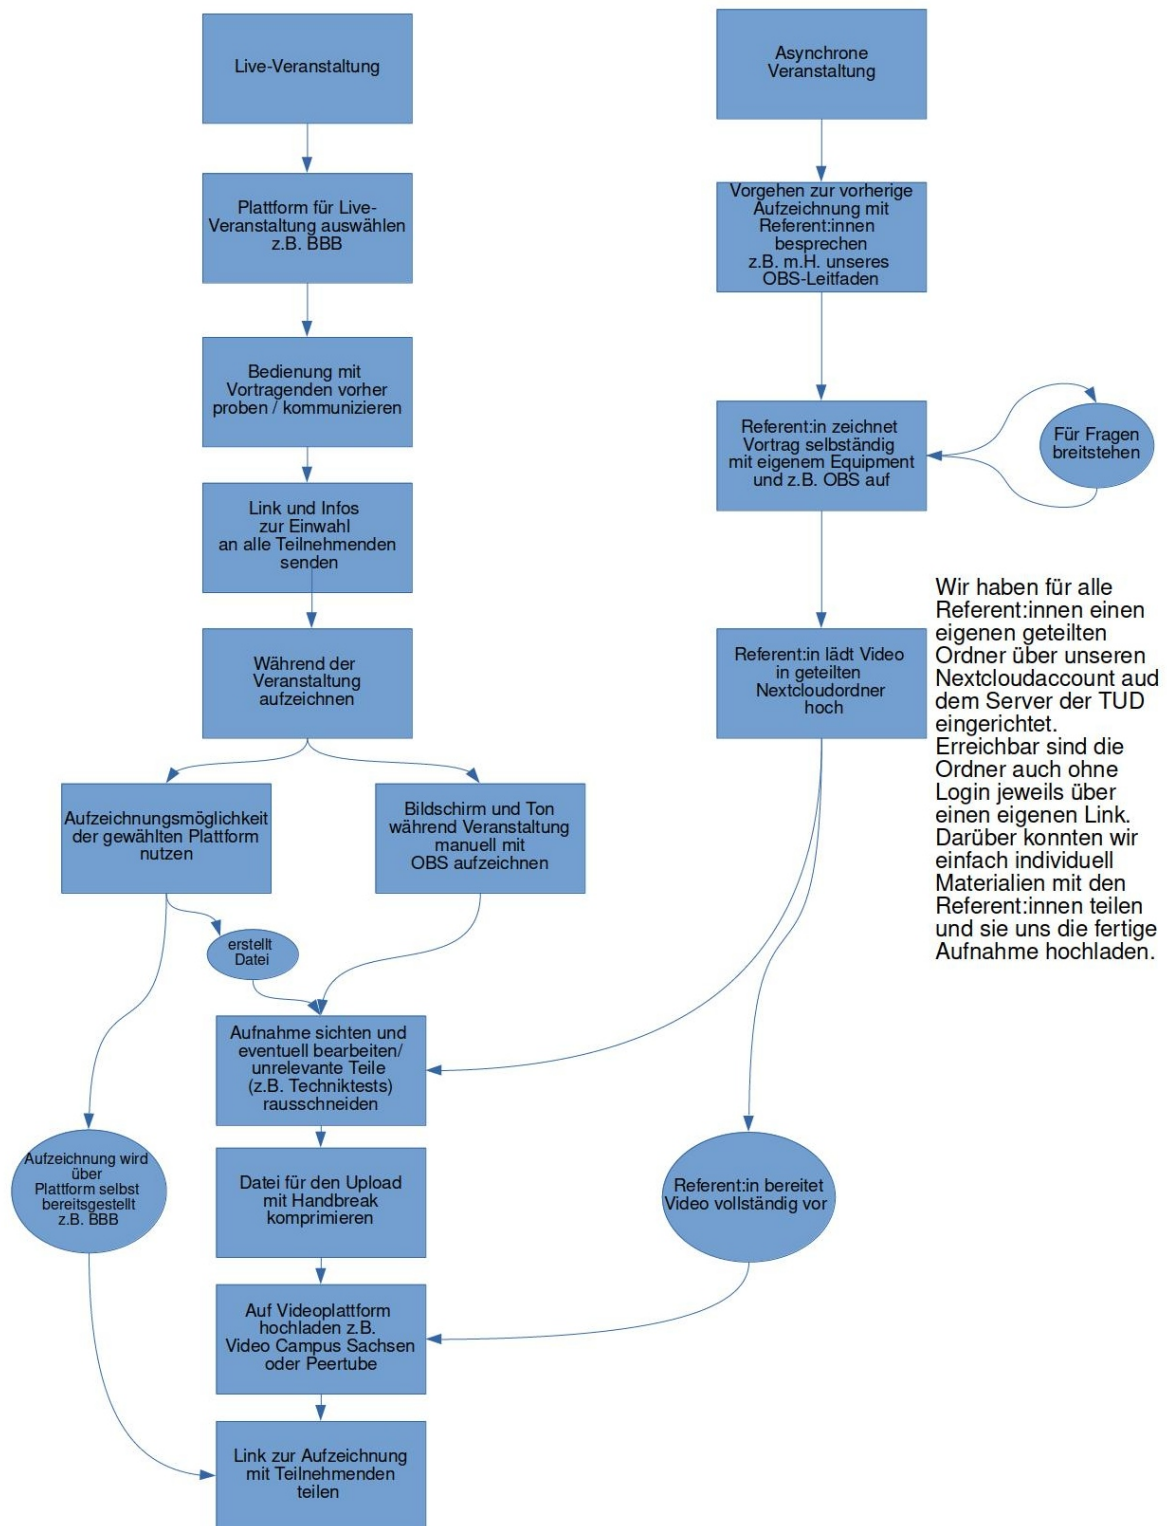 Live-Veranstaltung
Plattform für Live-
Veranstaltung auswählen
z.B. BBB
Bedienung mit
Vortragenden vorher
proben / kommunizieren
Link und Infos
zur Einwahl
an alle Teilnehmenden
senden
Während der
Veranstaltung
aufzeichnen
Aufzeichnungsmöglichkeit
der gewählten Plattform
nutzen
Bildschirm und Ton
während Veranstaltung
manuell mit
OBS aufzeichnen
erstellt
Datei
Aufnahme sichten und
eventuell bearbeiten/
unrelevante Teile
(z.B. Techniktests)
rausschneiden
Aufzeichnung wird
über
Plattform selbst
bereitsgestellt
z.B. BBB
Datei für den Upload
mit Handbreak
komprimieren
Auf Videoplattform
hochladen z.B.
Video Campus Sachsen
oder Peertube
Link zur Aufzeichnung
mit Teilnehmenden
teilen
Asynchrone
Veranstaltung
Vorgehen zur vorherige
Aufzeichnung mit
Referent:innen
besprechen
z.B. m.H. unseres
OBS-Leitfaden
Referent:in zeichnet
Vortrag selbständig
mit eigenem Equipment
und z.B. OBS auf
Für Fragen
breitstehen
Referent:in lädt Video
in geteilten
Nextcloudordner
hoch
Wir haben für alle
Referent:innen einen
eigenen geteilten
Ordner über unseren
Nextcloudaccount aud
dem Server der TUD
eingerichtet.
Erreichbar sind die
Ordner auch ohne
Login jeweils über
einen eigenen Link.
Darüber konnten wir
einfach individuell
Materialien mit den
Referent:innen teilen
und sie uns die fertige
Aufnahme hochladen.
Referent:in bereitet
Video vollständig vor